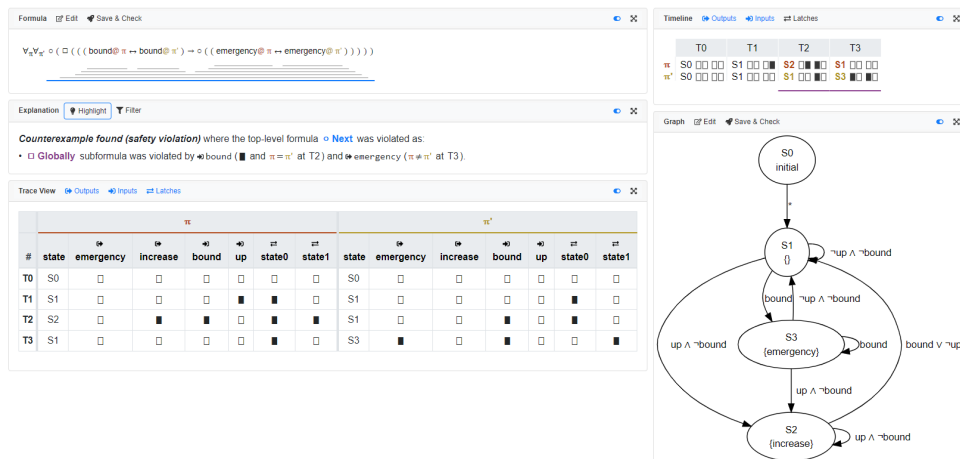 Formula Edit Save & Check
∀π∀π' ○ ( □ ( ( ( bound@ π ↔ bound@ π' ) → ○ ( ( emergency@ π ↔ emergency@ π' ) ) ) ) )
Explanation Highlight Filter
Counterexample found (safety violation) where the top-level formula ○ Next was violated as:
• □ Globally subformula was violated by bound ( ■ and π = π' at T2 ) and emergency ( π ≠ π' at T3 ).
Trace View Outputs Inputs Latches
π π'
# state emergency increase bound up state0 state1 state emergency increase bound up state0 state1
T0 S0 □ □ □ □ □ □ S0 □ □ □ □ □ □
T1 S1 □ □ □ ■ ■ □ S1 □ □ □ □ ■ □
T2 S2 □ ■ ■ □ ■ ■ S1 □ □ ■ □ ■ □
T3 S1 □ □ □ □ ■ □ S3 ■ □ ■ □ □ ■
Timeline Outputs Inputs Latches
T0 T1 T2 T3
π S0 □□ □□ S1 □□ □■ S2 □■ ■□ S1 □□ □□
π' S0 □□ □□ S1 □□ □□ S1 □□ ■□ S3 ■□ ■□
Graph Edit Save & Check
S0
initial
*
S1
{}
¬up ∧ ¬bound
bound
¬up ∧ ¬bound
up ∧ ¬bound
S3
{emergency}
bound
bound ∨ ¬up
up ∧ ¬bound
S2
{increase}
up ∧ ¬bound